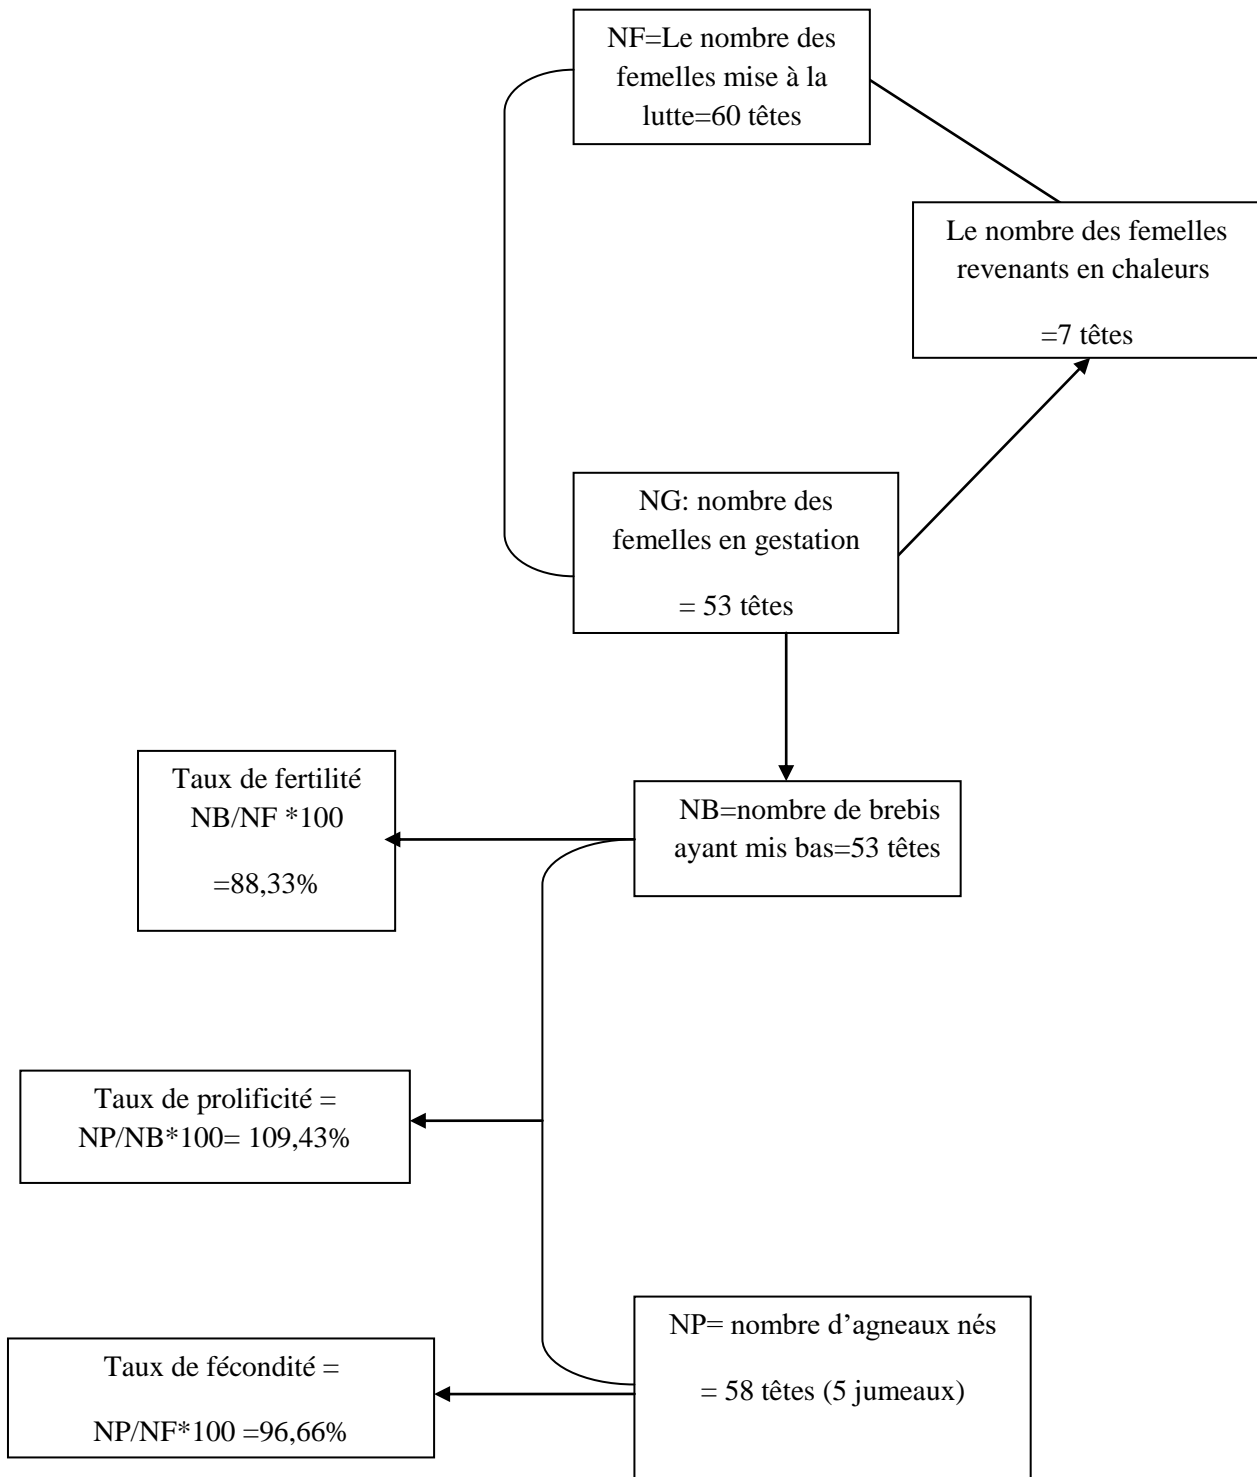 NF=Le nombre des
femelles mise à la
lutte=60 têtes
Le nombre des femelles
revenants en chaleurs
=7 têtes
NG: nombre des
femelles en gestation
= 53 têtes
Taux de fertilité
NB/NF *100
=88,33%
NB=nombre de brebis
ayant mis bas=53 têtes
Taux de prolificité =
NP/NB*100= 109,43%
NP= nombre d’agneaux nés
= 58 têtes (5 jumeaux)
Taux de fécondité =
NP/NF*100 =96,66%